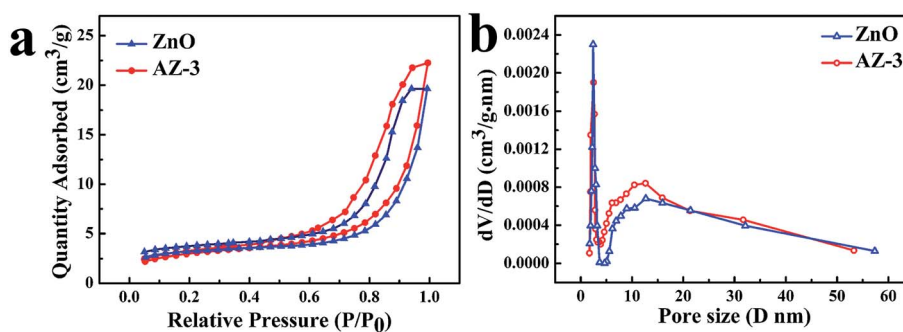 a
ZnO
AZ-3
Quantity Adsorbed (cm³/g)
25
20
15
10
5
0
0.0 0.2 0.4 0.6 0.8 1.0
Relative Pressure (P/P₀)
b
ZnO
AZ-3
dV/dD (cm³/g·nm)
0.0024
0.0020
0.0016
0.0012
0.0008
0.0004
0.0000
0 10 20 30 40 50 60
Pore size (D nm)